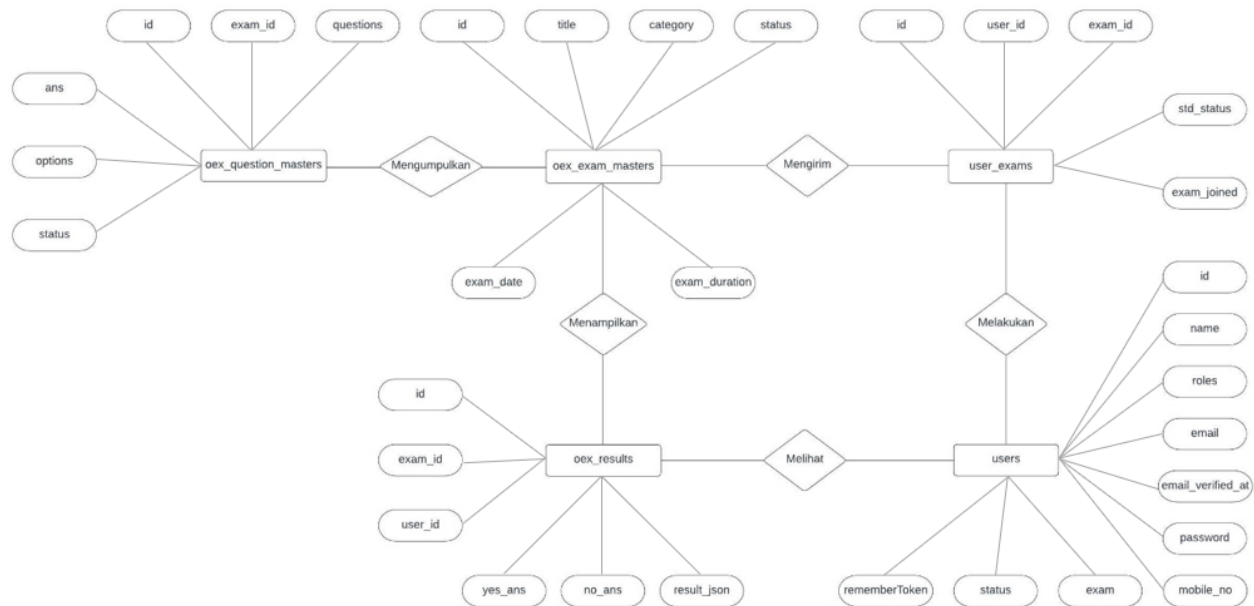 id
exam_id
questions
id
title
category
status
id
user_id
exam_id
ans
options
status
oex_question_masters
Mengumpulkan
oex_exam_masters
Mengirim
user_exams
std_status
exam_joined
exam_date
exam_duration
Menampilkan
Melakukan
id
name
roles
email
email_verified_at
password
mobile_no
id
exam_id
user_id
oex_results
Melihat
users
yes_ans
no_ans
result_json
rememberToken
status
exam